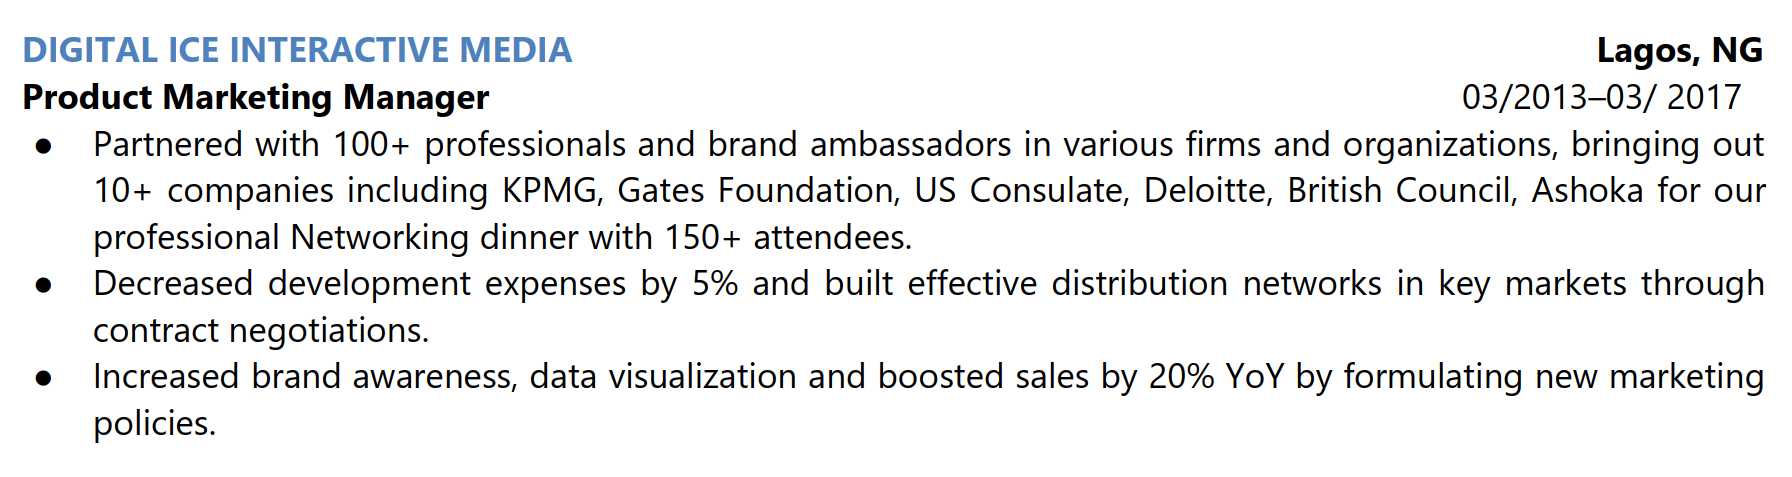 DIGITAL ICE INTERACTIVE MEDIA Lagos, NG
Product Marketing Manager 03/2013–03/ 2017
● Partnered with 100+ professionals and brand ambassadors in various firms and organizations, bringing out
10+ companies including KPMG, Gates Foundation, US Consulate, Deloitte, British Council, Ashoka for our
professional Networking dinner with 150+ attendees.
● Decreased development expenses by 5% and built effective distribution networks in key markets through
contract negotiations.
● Increased brand awareness, data visualization and boosted sales by 20% YoY by formulating new marketing
policies.